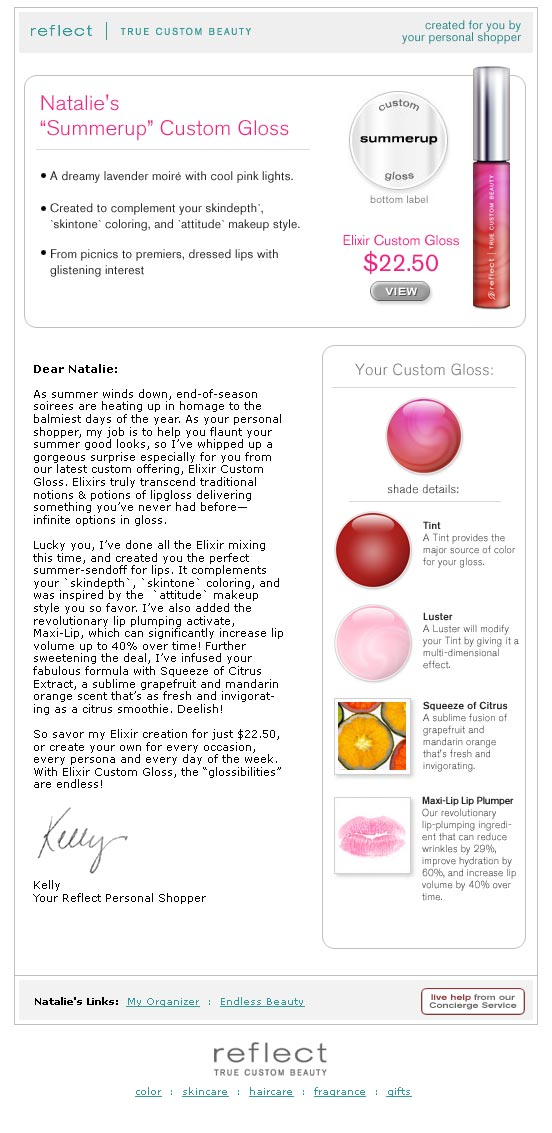 reflect | TRUE CUSTOM BEAUTY
created for you by
your personal shopper
Natalie's
“Summerup” Custom Gloss
• A dreamy lavender moiré with cool pink lights.
• Created to complement your skindepth`,
`skintone` coloring, and `attitude` makeup style.
• From picnics to premiers, dressed lips with
glistening interest
custom
summerup
gloss
bottom label
Elixir Custom Gloss
$22.50
VIEW
reflect | TRUE CUSTOM BEAUTY
Dear Natalie:
As summer winds down, end-of-season
soirees are heating up in homage to the
balmiest days of the year. As your personal
shopper, my job is to help you flaunt your
summer good looks, so I’ve whipped up a
gorgeous surprise especially for you from
our latest custom offering, Elixir Custom
Gloss. Elixirs truly transcend traditional
notions & potions of lipgloss delivering
something you’ve never had before—
infinite options in gloss.
Lucky you, I’ve done all the Elixir mixing
this time, and created you the perfect
summer-sendoff for lips. It complements
your `skindepth`, `skintone` coloring, and
was inspired by the `attitude` makeup
style you so favor. I’ve also added the
revolutionary lip plumping activate,
Maxi-Lip, which can significantly increase lip
volume up to 40% over time! Further
sweetening the deal, I’ve infused your
fabulous formula with Squeeze of Citrus
Extract, a sublime grapefruit and mandarin
orange scent that’s as fresh and invigorat-
ing as a citrus smoothie. Deelish!
So savor my Elixir creation for just $22.50,
or create your own for every occasion,
every persona and every day of the week.
With Elixir Custom Gloss, the “glossibilities”
are endless!
Kelly
Kelly
Your Reflect Personal Shopper
Your Custom Gloss:
shade details:
Tint
A Tint provides the
major source of color
for your gloss.
Luster
A Luster will modify
your Tint by giving it a
multi-dimensional
effect.
Squeeze of Citrus
A sublime fusion of
grapefruit and
mandarin orange
that's fresh and
invigorating.
Maxi-Lip Lip Plumper
Our revolutionary
lip-plumping ingredi-
ent that can reduce
wrinkles by 29%,
improve hydration by
60%, and increase lip
volume by 40% over
time.
Natalie's Links: My Organizer : Endless Beauty
live help from our
Concierge Service
reflect
TRUE CUSTOM BEAUTY
color : skincare : haircare : fragrance : gifts